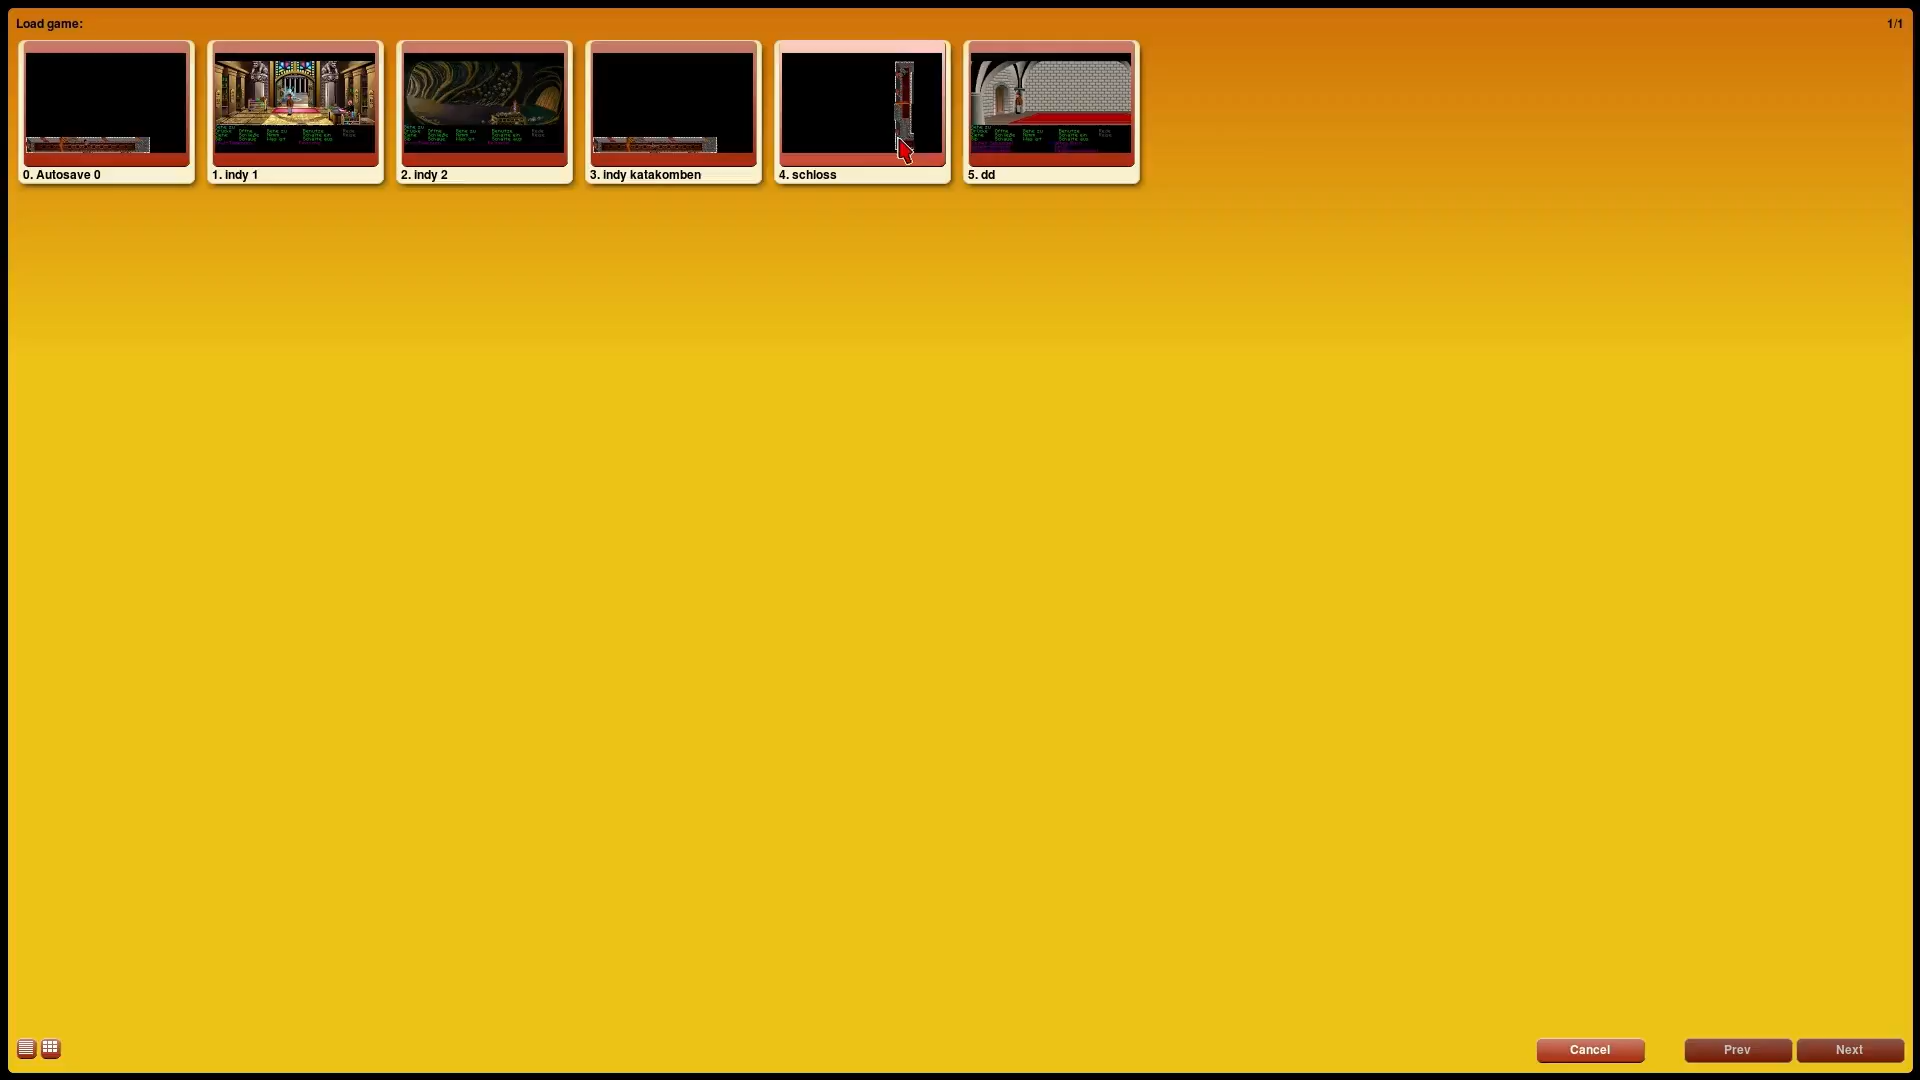 Load game:
1/1
0. Autosave 0
1. indy 1
2. indy 2
3. indy katakomben
4. schloss
5. dd
Cancel
Prev
Next